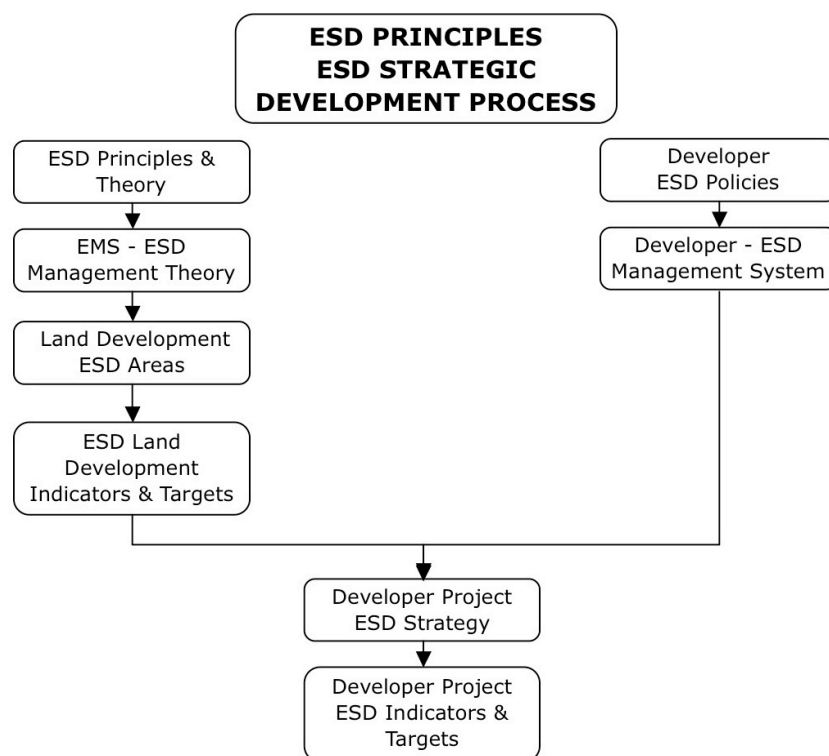 ESD PRINCIPLES
ESD STRATEGIC
DEVELOPMENT PROCESS
ESD Principles &
Theory
EMS - ESD
Management Theory
Land Development
ESD Areas
ESD Land
Development
Indicators & Targets
Developer
ESD Policies
Developer - ESD
Management System
Developer Project
ESD Strategy
Developer Project
ESD Indicators &
Targets